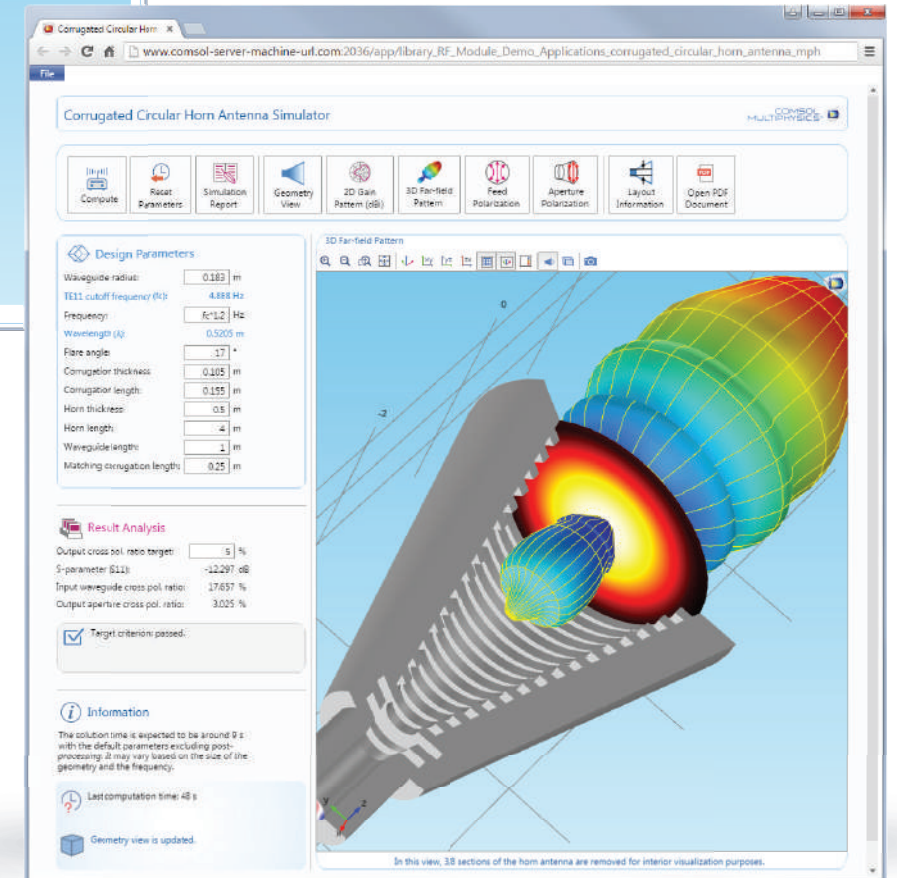 Corrugated Circular Horn
www.comsol-server-machine-url.com:2036/app/library_RF_Module_Demo_Applications_corrugated_circular_horn_antenna_mph
File
Corrugated Circular Horn Antenna Simulator
COMSOL
MULTIPHYSICS
Compute
Reset
Parameters
Simulation
Report
Geometry
View
2D Gain
Pattern (dBi)
3D Far-field
Pattern
Feed
Polarization
Aperture
Polarization
Layout
Information
Open PDF
Document
Design Parameters
Waveguide radius: 0.183 m
TE11 cutoff frequency (fc): Hz
Frequency: fc*1.2 Hz
Wavelength (λ): 0.5205 m
Flare angle: 17 °
Corrugation thickness 0.105 m
Corrugation length: 0.155 m
Horn thickness 0.5 m
Horn length: 4 m
Waveguide length: 1 m
Matching corrugation length: 0.25 m
Result Analysis
Output cross pol. ratio target: 5 %
S-parameter (S11): -12.297 dB
Input waveguide cross pol. ratio: 17.657 %
Output aperture cross pol. ratio: 3.025 %
Target criterion: passed.
Information
The solution time is expected to be around 9 s
with the default parameters excluding post-
processing. It may vary based on the size of the
geometry and the frequency.
Last computation time: 48 s
Geometry view is updated.
3D Far-field Pattern
0
-2
y
z
In this view, 3/8 sections of the horn antenna are removed for interior visualization purposes.